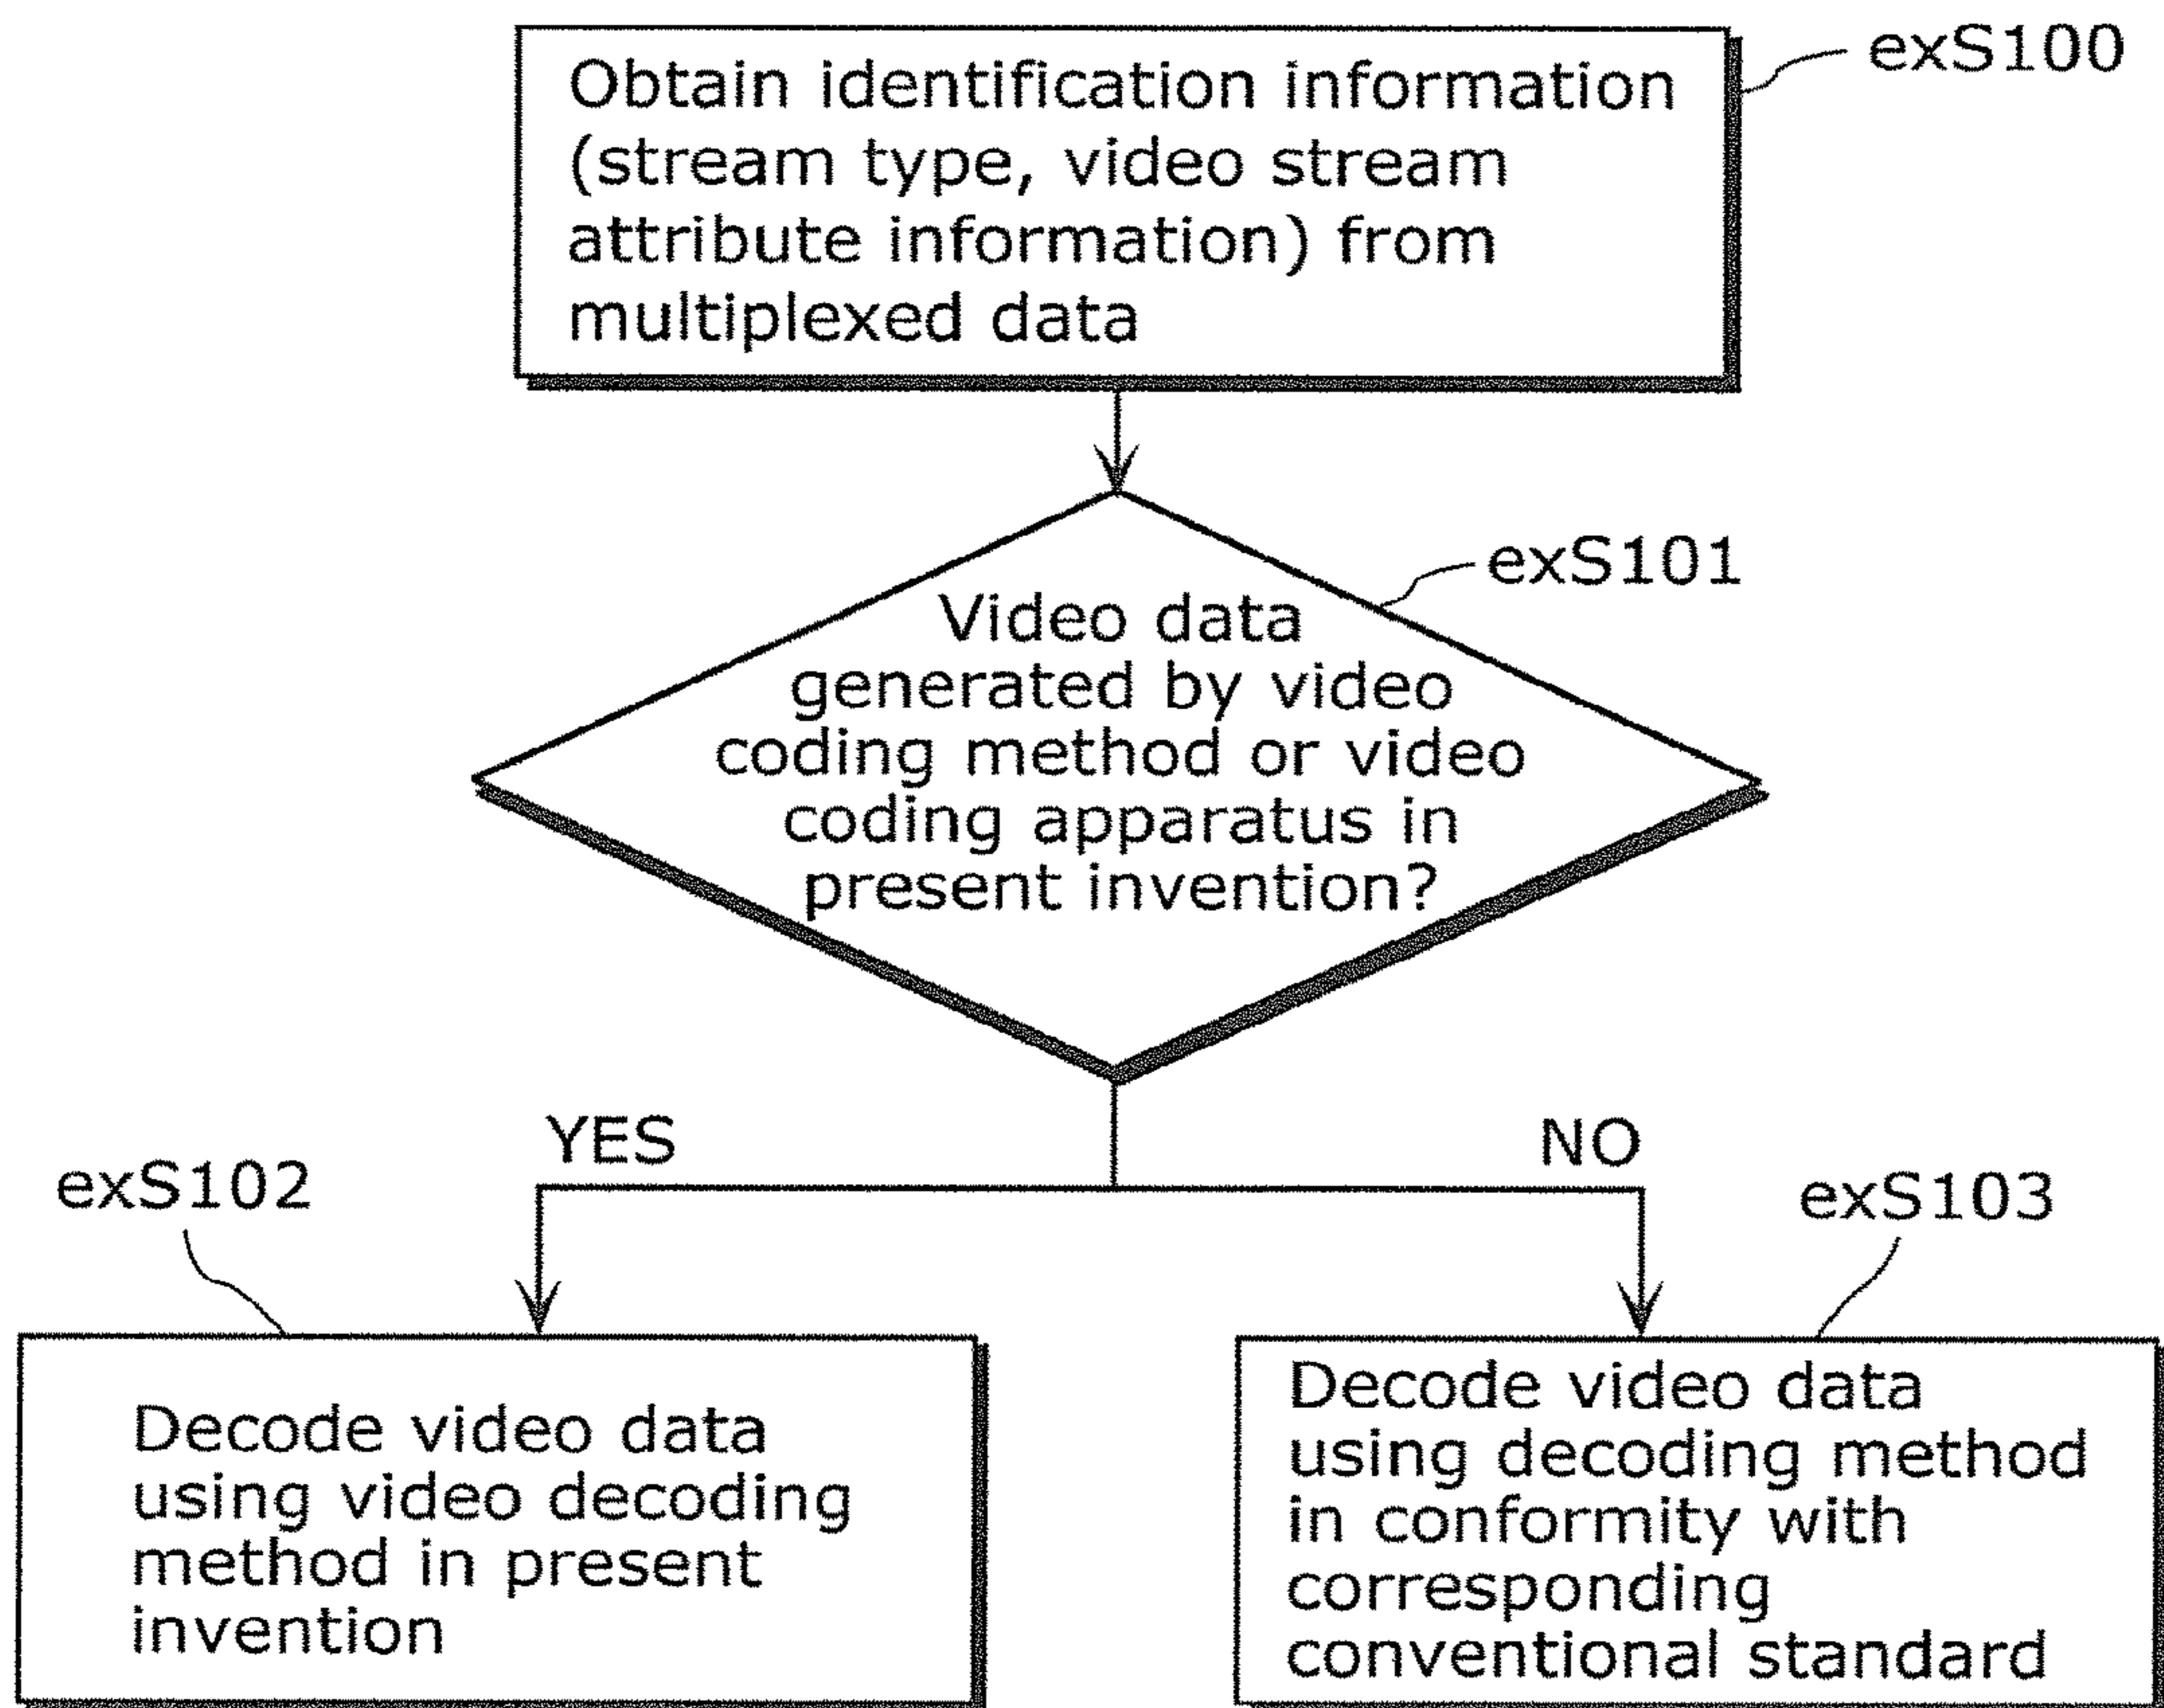 exS100
Obtain identification information
(stream type, video stream
attribute information) from
multiplexed data
exS101
Video data
generated by video
coding method or video
coding apparatus in
present invention?
YES
NO
exS102
exS103
Decode video data
using video decoding
method in present
invention
Decode video data
using decoding method
in conformity with
corresponding
conventional standard